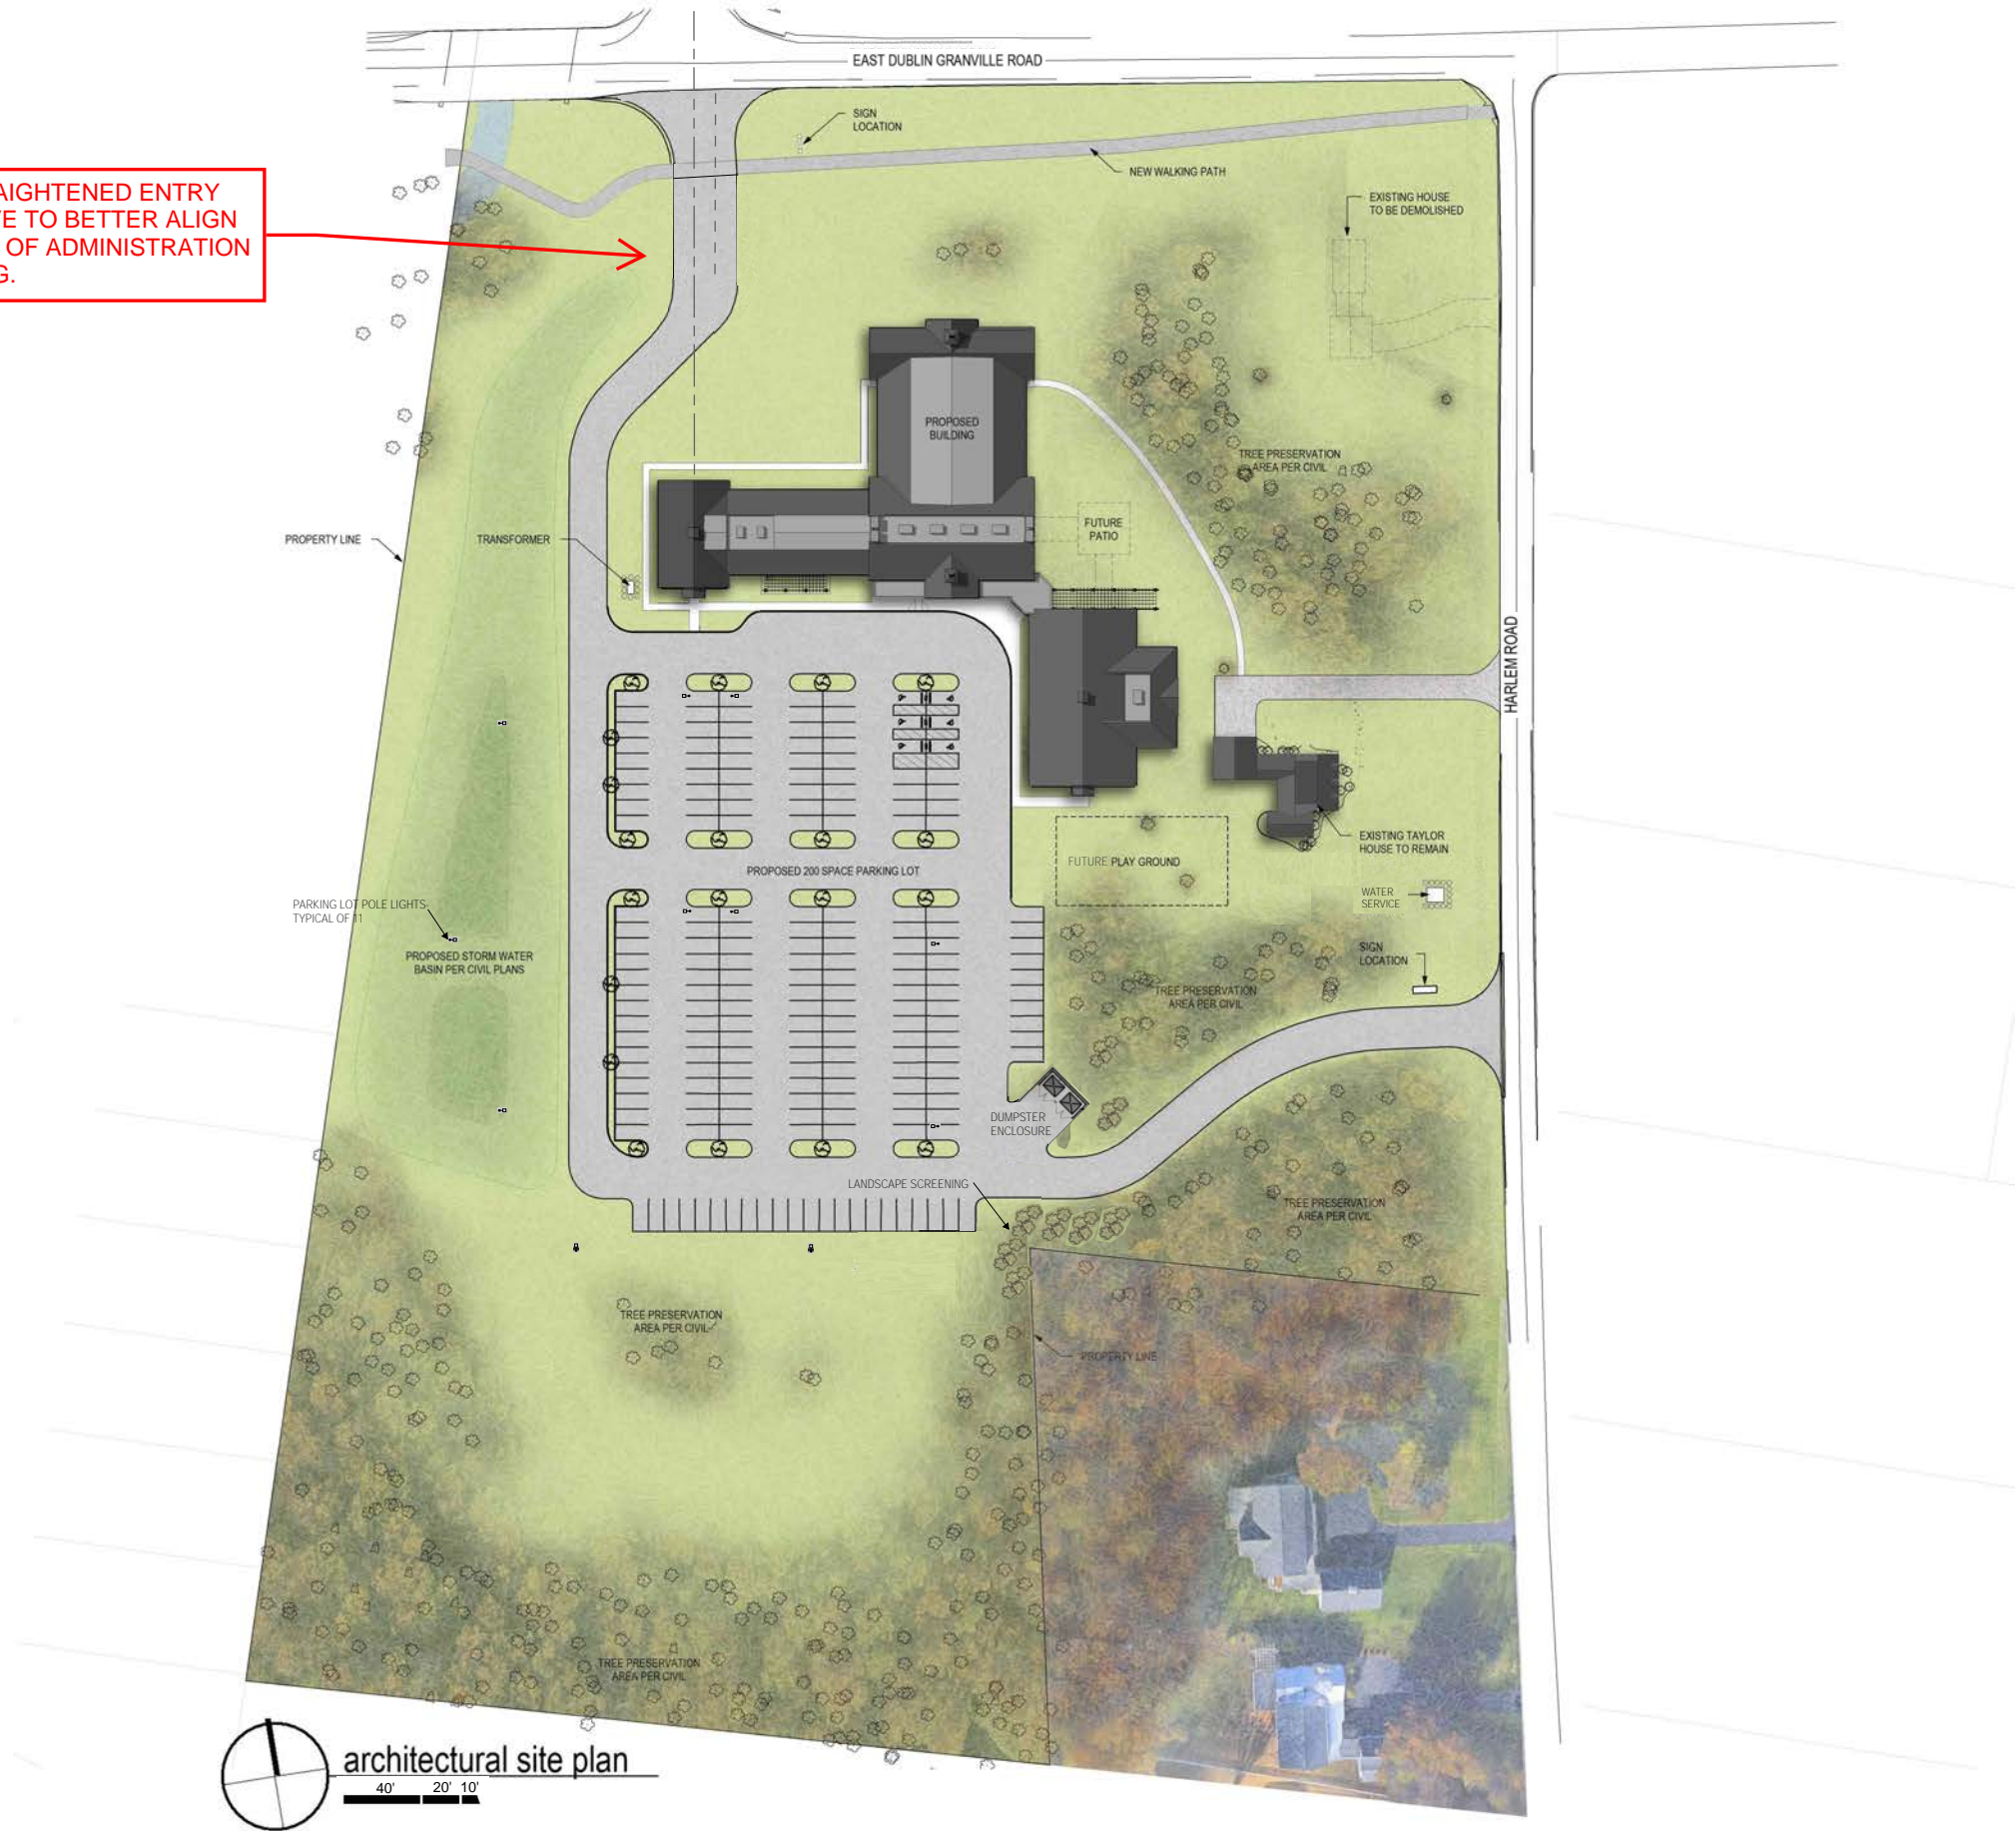 EAST DUBLIN GRANVILLE ROAD
SIGN
LOCATION
NEW WALKING PATH
AIGHTENED ENTRY
VE TO BETTER ALIGN
OF ADMINISTRATION
G.
EXISTING HOUSE
TO BE DEMOLISHED
PROPOSED
BUILDING
TREE PRESERVATION
AREA PER CIVIL
PROPERTY LINE
TRANSFORMER
FUTURE
PATIO
HARLEM ROAD
EXISTING TAYLOR
HOUSE TO REMAIN
FUTURE PLAY GROUND
PROPOSED 200 SPACE PARKING LOT
WATER
SERVICE
PARKING LOT POLE LIGHTS-
TYPICAL OF 11
PROPOSED STORM WATER
BASIN PER CIVIL PLANS
SIGN
LOCATION
TREE PRESERVATION
AREA PER CIVIL
DUMPSTER
ENCLOSURE
LANDSCAPE SCREENING
TREE PRESERVATION
AREA PER CIVIL
TREE PRESERVATION
AREA PER CIVIL
PROPERTY LINE
TREE PRESERVATION
AREA PER CIVIL
architectural site plan
40' 20' 10'